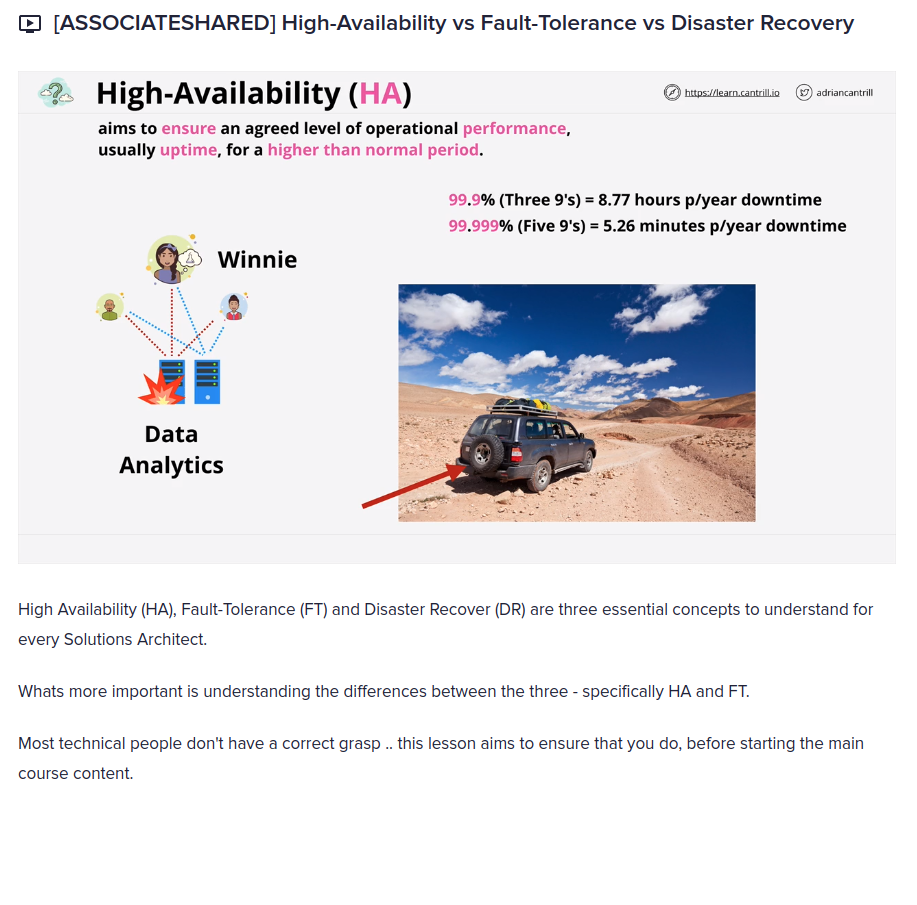 [ASSOCIATESHARED] High-Availability vs Fault-Tolerance vs Disaster Recovery
High-Availability (HA)
https://learn.cantrill.io
adriancantrill
aims to ensure an agreed level of operational performance,
usually uptime, for a higher than normal period.
99.9% (Three 9's) = 8.77 hours p/year downtime
99.999% (Five 9's) = 5.26 minutes p/year downtime
Winnie
Data
Analytics
High Availability (HA), Fault-Tolerance (FT) and Disaster Recover (DR) are three essential concepts to understand for
every Solutions Architect.
Whats more important is understanding the differences between the three - specifically HA and FT.
Most technical people don't have a correct grasp .. this lesson aims to ensure that you do, before starting the main
course content.